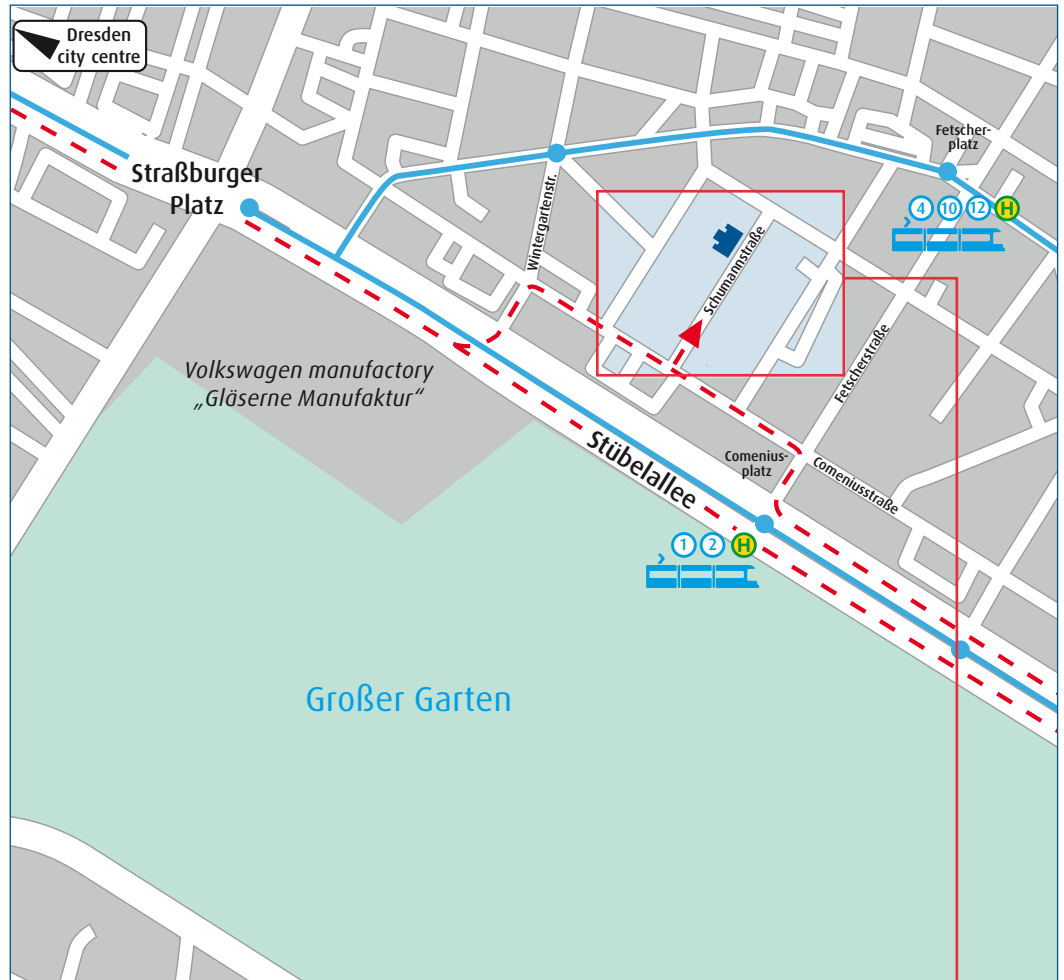 Dresden
city centre
Straßburger
Platz
Fetscher-
platz
4 10 12 H
Wintergartenstr.
Schumannstraße
Fetscherstraße
Volkswagen manufactory
„Gläserne Manufaktur“
Stübelallee
Comenius-
platz
Comeniusstraße
1 2 H
Großer Garten